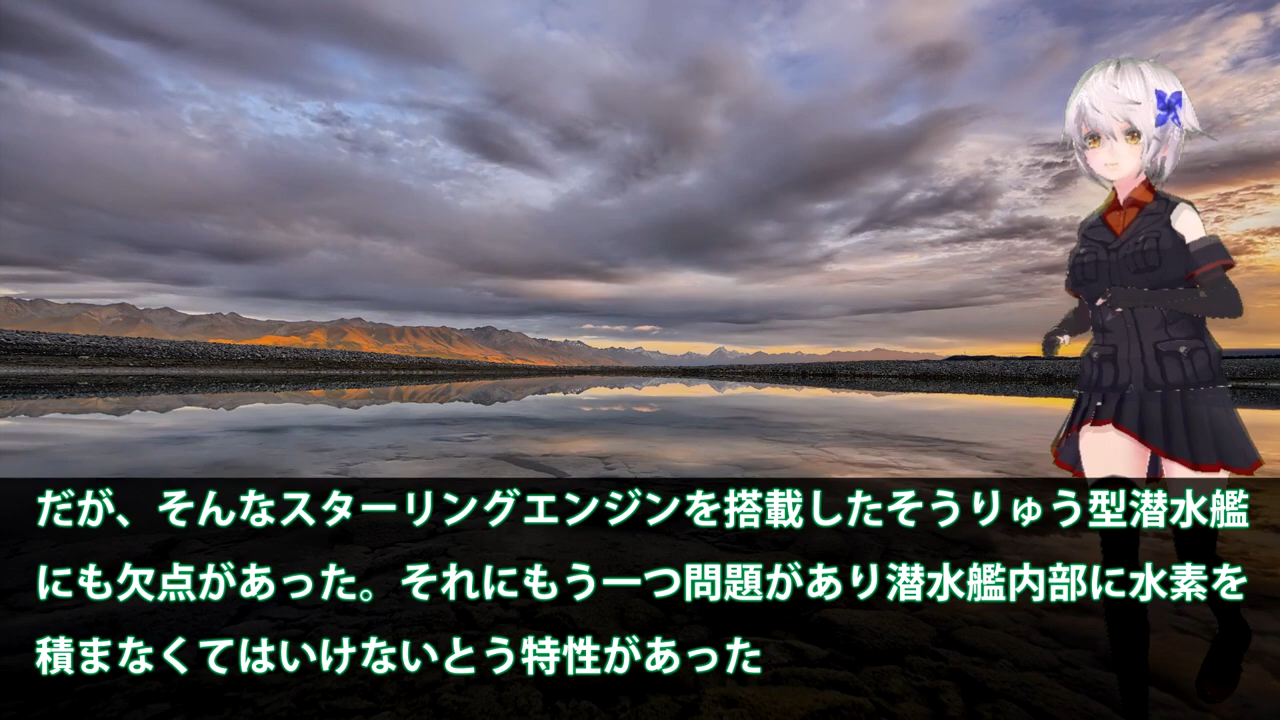 だが、そんなスターリングエンジンを搭載したそうりゅう型潜水艦
にも欠点があった。それにもう一つ問題があり潜水艦内部に水素を
積まなくてはいけないとう特性があった